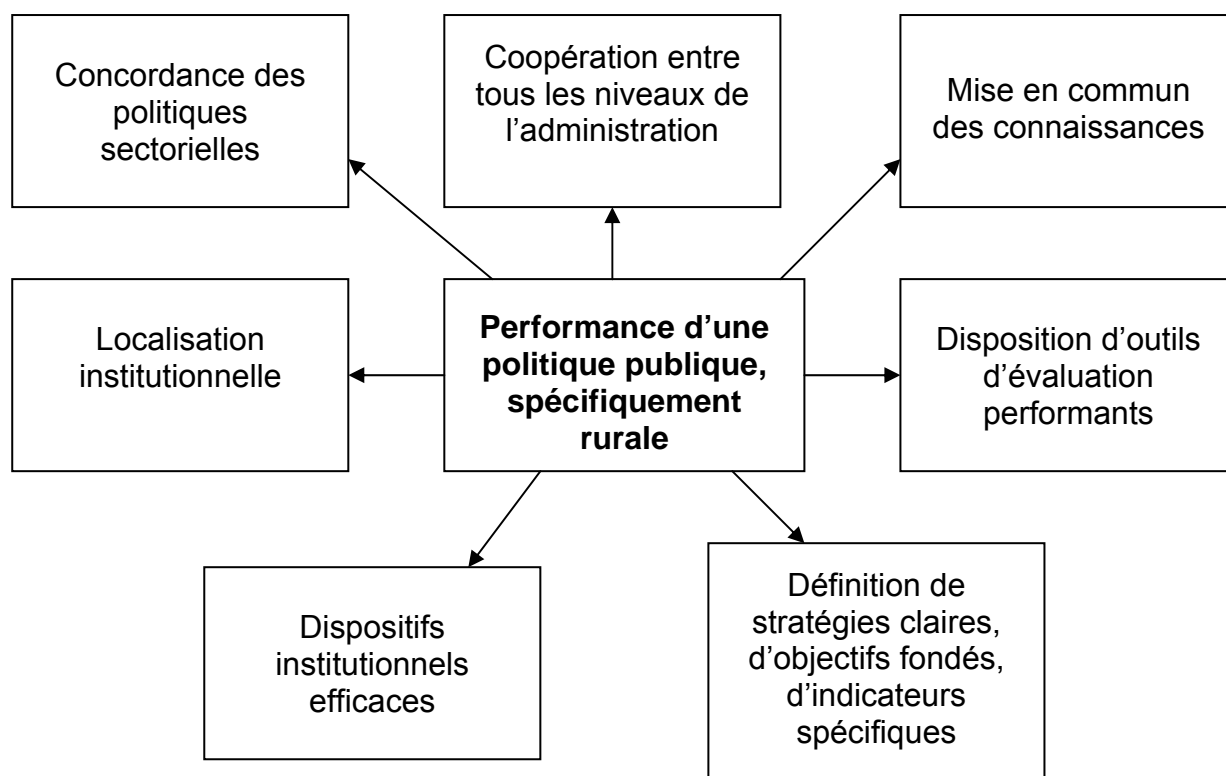 Concordance des
politiques
sectorielles
Coopération entre
tous les niveaux de
l’administration
Mise en commun
des connaissances
Localisation
institutionnelle
Performance d’une
politique publique,
spécifiquement
rurale
Disposition d’outils
d’évaluation
performants
Dispositifs
institutionnels
efficaces
Définition de
stratégies claires,
d’objectifs fondés,
d’indicateurs
spécifiques